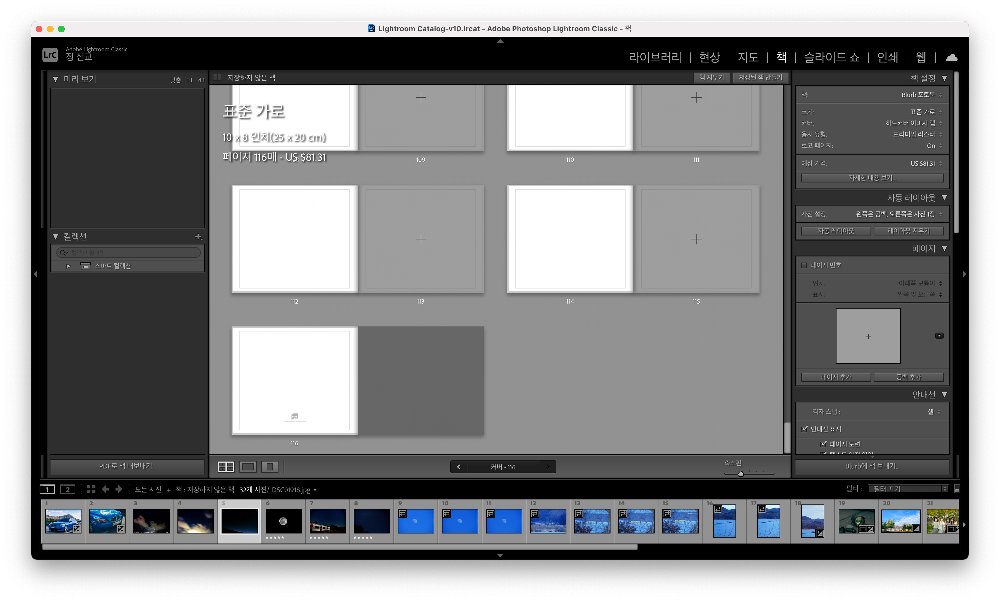 Lightroom Catalog-v10.lrcat - Adobe Photoshop Lightroom Classic - 책
LrC
Adobe Lightroom Classic
정 선교
라이브러리 | 현상 | 지도 | 책 | 슬라이드 쇼 | 인쇄 | 웹 |
미리 보기 맞춤 1:1 4:1
컬렉션
컬렉션 필터링
스마트 컬렉션
PDF로 책 내보내기...
저장하지 않은 책 책 지우기 저장된 책 만들기
표준 가로
10 x 8 인치(25 x 20 cm)
페이지 116매 - US $81.31
109 110 111
112 113 114 115
blurb
116
커버 - 116
축소판
책 설정
책: Blurb 포토북
크기: 표준 가로
커버: 하드커버 이미지 랩
용지 유형: 프리미엄 러스터
로고 페이지: On
예상 가격: US $81.31
자세한 내용 보기...
자동 레이아웃
사전 설정: 왼쪽은 공백, 오른쪽은 사진 1장
자동 레이아웃 레이아웃 지우기
페이지
페이지 번호
위치: 아래쪽 모퉁이
표시: 왼쪽 및 오른쪽
페이지 추가 공백 추가
안내선
격자 스냅 : 셀
안내선 표시
페이지 도련
Blurb에 책 보내기...
1 2 모든 사진 + 책 : 저장하지 않은 책 32개 사진/ DSC01918.jpg
필터 : 필터 끄기
1 2 3 4 5 6 7 8 9 10 11 12 13 14 15 16 17 18 19 20 21